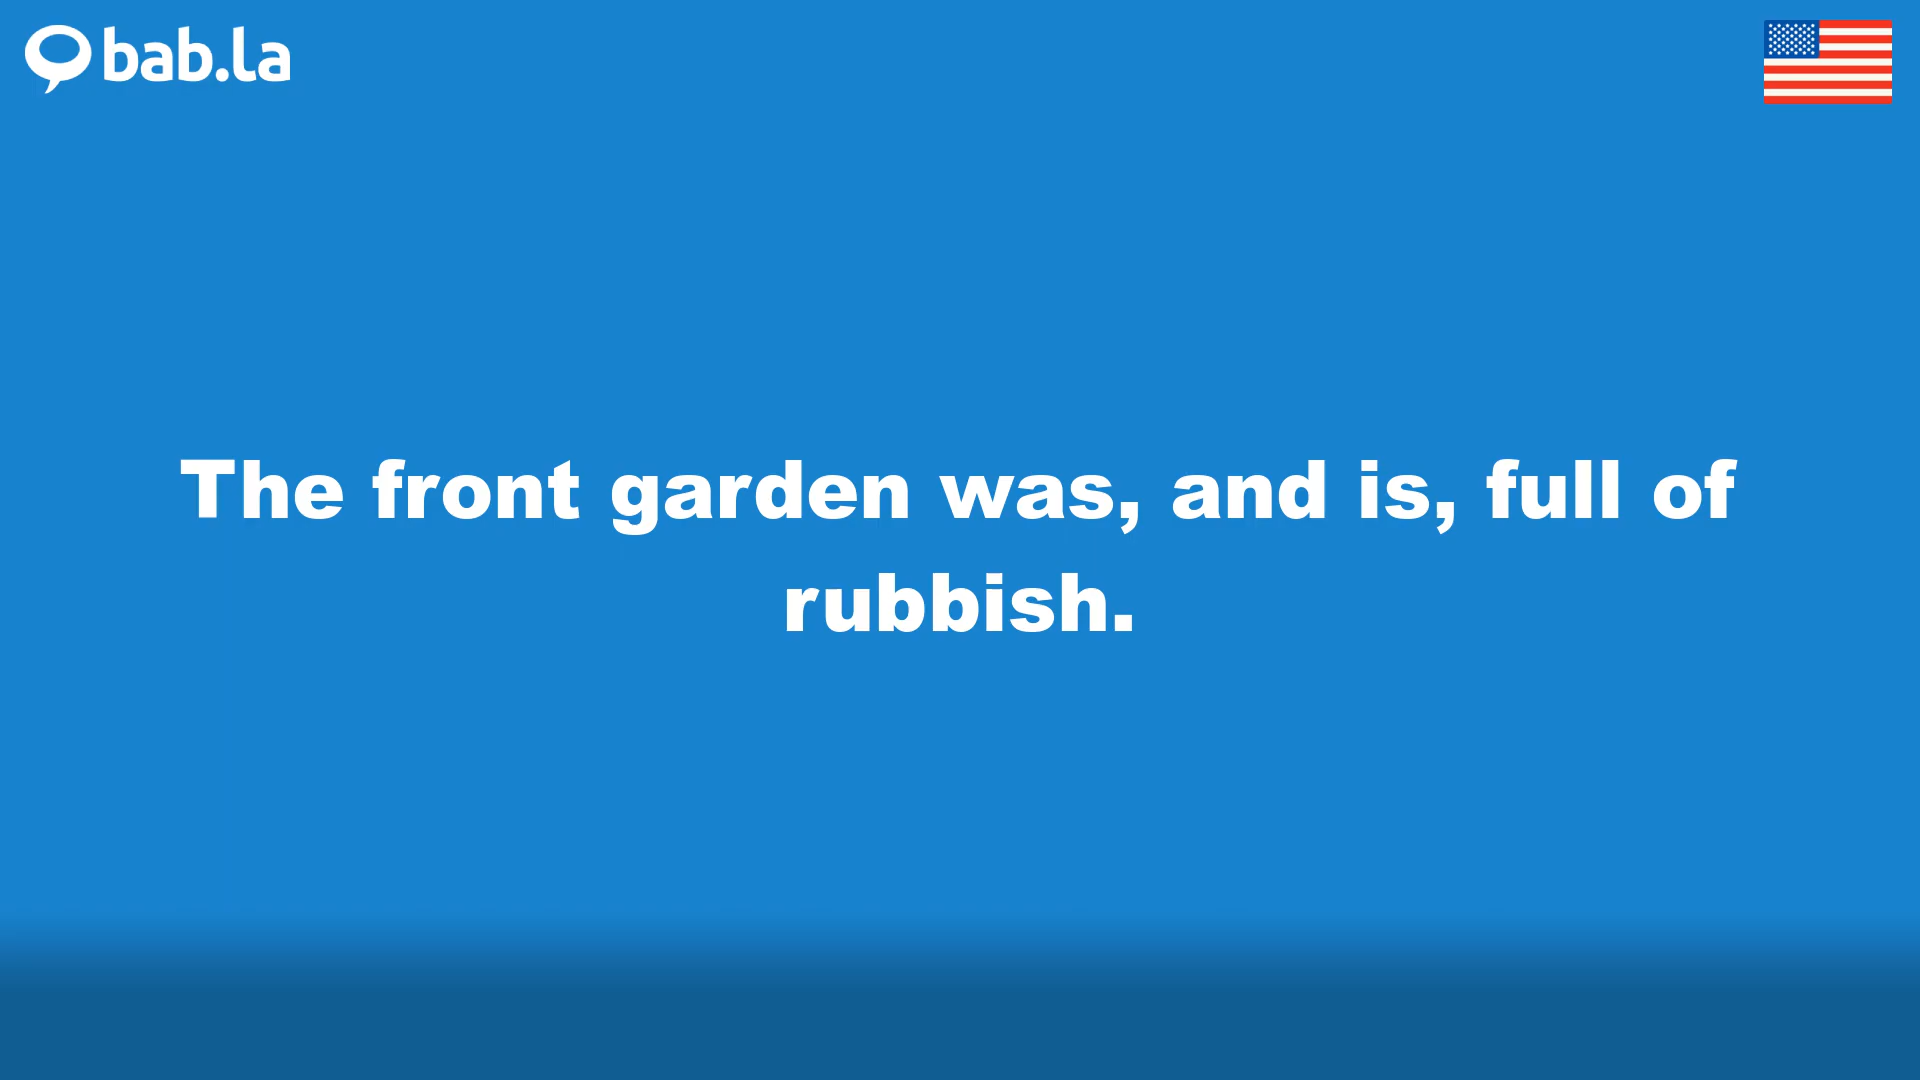 bab.la
The front garden was, and is, full of
rubbish.